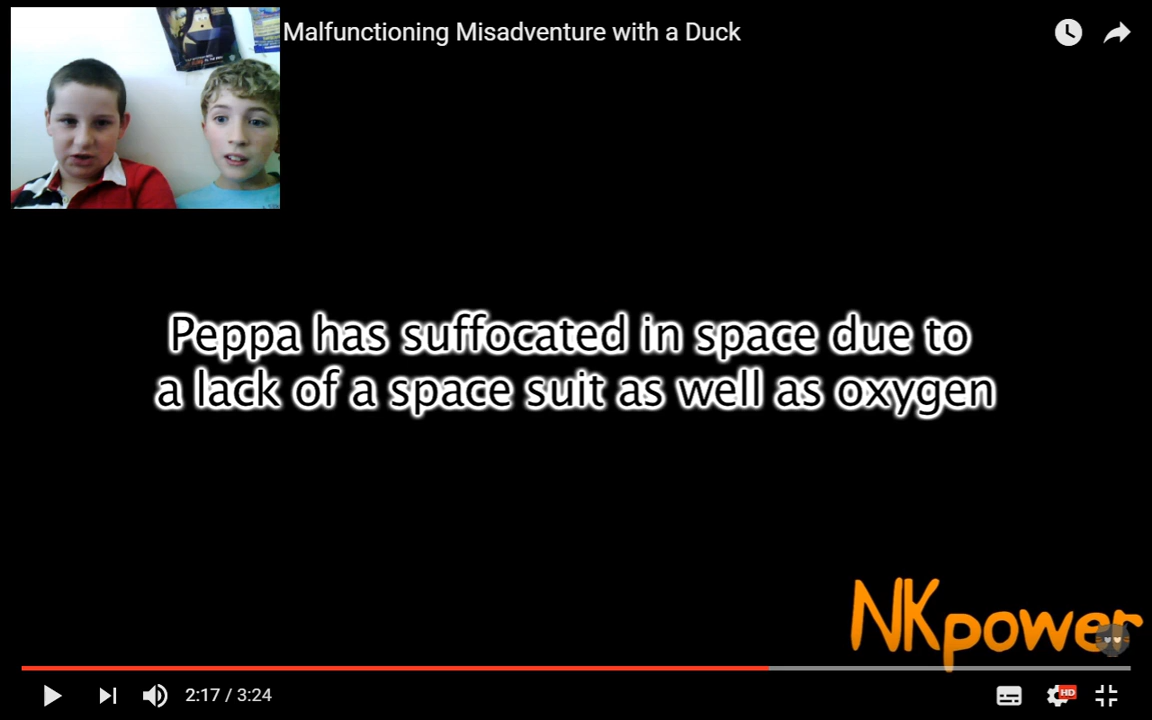 Malfunctioning Misadventure with a Duck
Peppa has suffocated in space due to
a lack of a space suit as well as oxygen
NKpower
2:17 / 3:24
HD